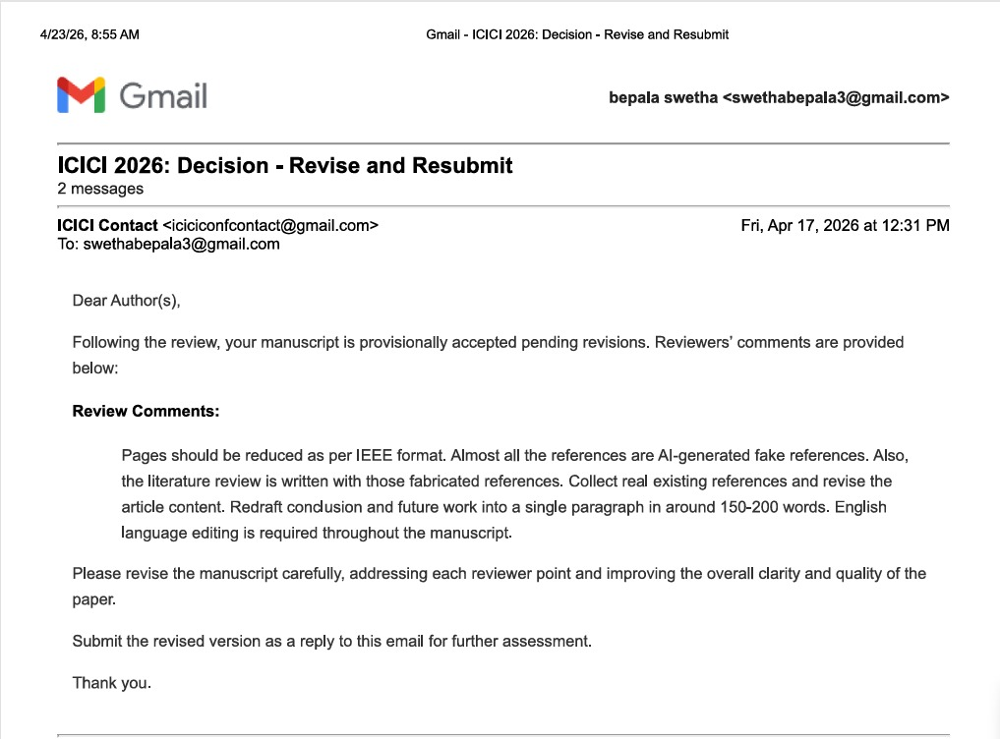 4/23/26, 8:55 AM
Gmail - ICICI 2026: Decision - Revise and Resubmit
Gmail
bepala swetha <swethabepala3@gmail.com>
ICICI 2026: Decision - Revise and Resubmit
2 messages
ICICI Contact <iciciconfcontact@gmail.com>
Fri, Apr 17, 2026 at 12:31 PM
To: swethabepala3@gmail.com
Dear Author(s),
Following the review, your manuscript is provisionally accepted pending revisions. Reviewers’ comments are provided
below:
Review Comments:
Pages should be reduced as per IEEE format. Almost all the references are AI-generated fake references. Also,
the literature review is written with those fabricated references. Collect real existing references and revise the
article content. Redraft conclusion and future work into a single paragraph in around 150-200 words. English
language editing is required throughout the manuscript.
Please revise the manuscript carefully, addressing each reviewer point and improving the overall clarity and quality of the
paper.
Submit the revised version as a reply to this email for further assessment.
Thank you.